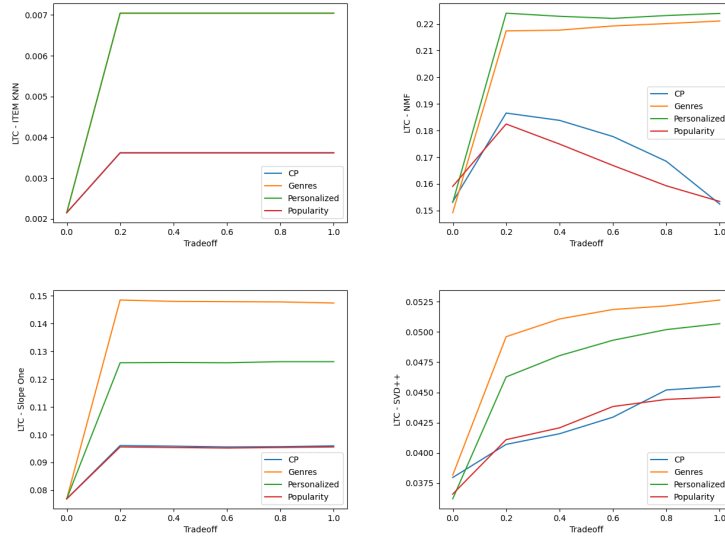 0.007
0.006
0.005
0.004
0.003
0.002
LTC - ITEM KNN
CP
Genres
Personalized
Popularity
0.0 0.2 0.4 0.6 0.8 1.0
Tradeoff
0.22
0.21
0.20
0.19
0.18
0.17
0.16
0.15
LTC - NMF
CP
Genres
Personalized
Popularity
0.0 0.2 0.4 0.6 0.8 1.0
Tradeoff
0.15
0.14
0.13
0.12
0.11
0.10
0.09
0.08
LTC - Slope One
CP
Genres
Personalized
Popularity
0.0 0.2 0.4 0.6 0.8 1.0
Tradeoff
0.0525
0.0500
0.0475
0.0450
0.0425
0.0400
0.0375
LTC - SVD++
CP
Genres
Personalized
Popularity
0.0 0.2 0.4 0.6 0.8 1.0
Tradeoff